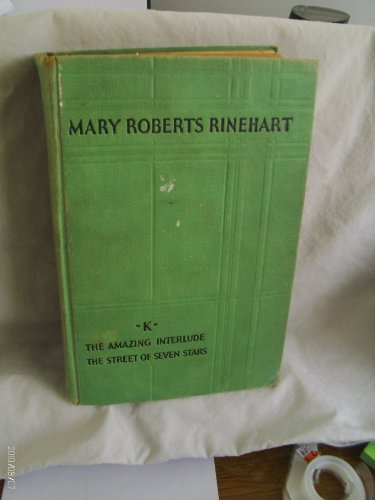 MARY ROBERTS RINEHART
"K"
THE AMAZING INTERLUDE
THE STREET OF SEVEN STARS